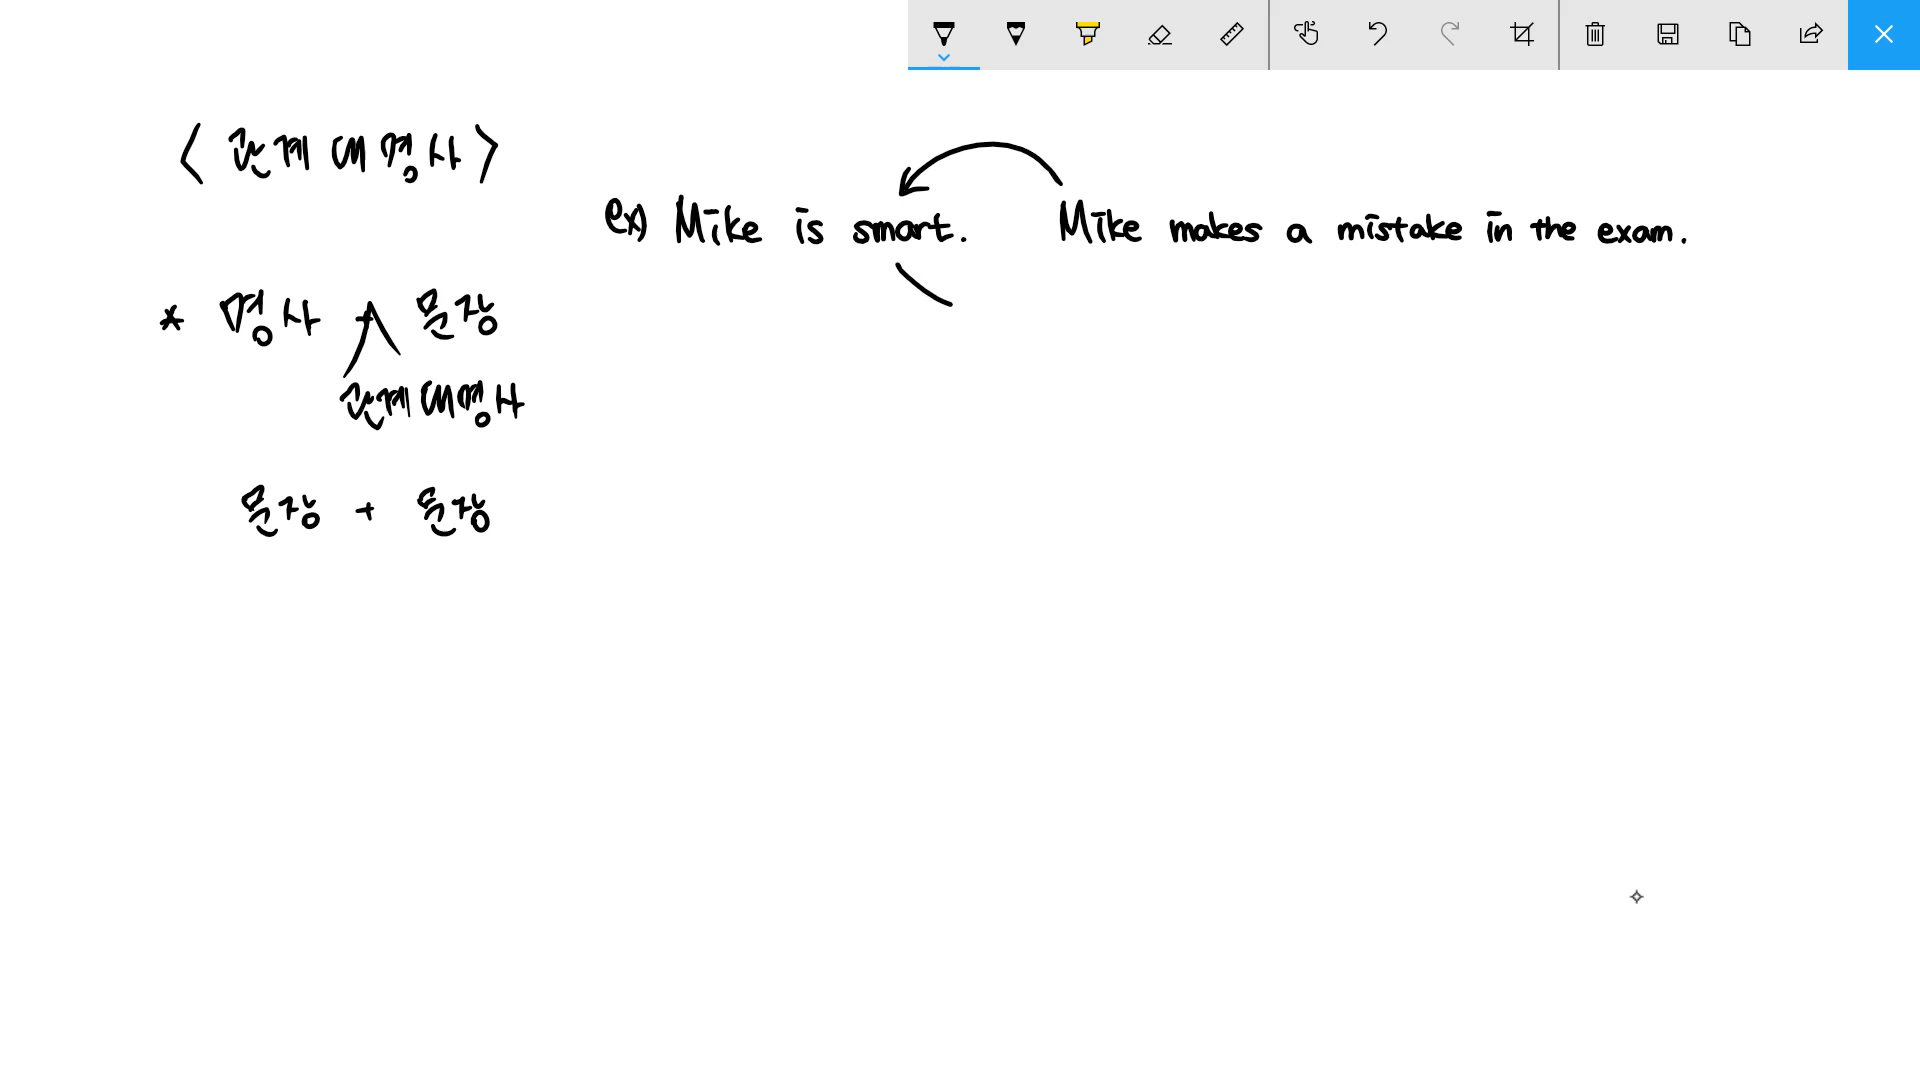 < 관계대명사 >
ex) Mike is smart. Mike makes a mistake in the exam.
* 명사 + 문장
관계대명사
문장 + 문장